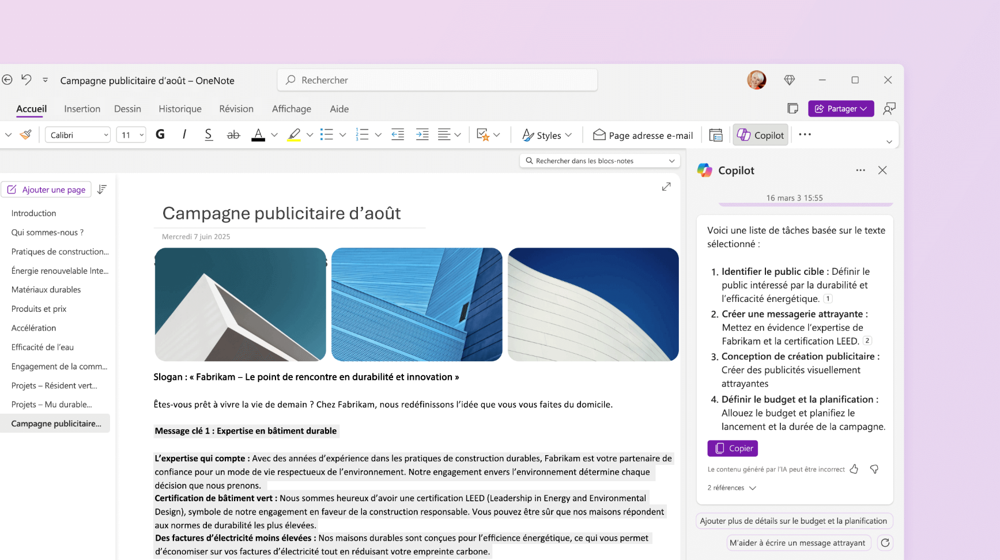 Campagne publicitaire d’août – OneNote
Rechercher
Accueil
Insertion
Dessin
Historique
Révision
Affichage
Aide
Partager
Calibri
11
G
I
S
ab
A
Styles
Page adresse e-mail
Copilot
Rechercher dans les blocs-notes
Ajouter une page
Introduction
Qui sommes-nous ?
Pratiques de construction...
Énergie renouvelable Inte...
Matériaux durables
Produits et prix
Accélération
Efficacité de l’eau
Engagement de la comm...
Projets – Résident vert...
Projets – Mu durable...
Campagne publicitaire...
Campagne publicitaire d’août
Mercredi 7 juin 2025
Slogan : « Fabrikam – Le point de rencontre en durabilité et innovation »
Êtes-vous prêt à vivre la vie de demain ? Chez Fabrikam, nous redéfinissons l’idée que vous vous faites du domicile.
Message clé 1 : Expertise en bâtiment durable
L’expertise qui compte : Avec des années d’expérience dans les pratiques de construction durables, Fabrikam est votre partenaire de
confiance pour un mode de vie respectueux de l’environnement. Notre engagement envers l’environnement détermine chaque
décision que nous prenons.
Certification de bâtiment vert : Nous sommes heureux d’avoir une certification LEED (Leadership in Energy and Environmental
Design), symbole de notre engagement en faveur de la construction responsable. Vous pouvez être sûr que nos maisons répondent
aux normes de durabilité les plus élevées.
Des factures d’électricité moins élevées : Nos maisons durables sont conçues pour l’efficience énergétique, ce qui vous permet
d’économiser sur vos factures d’électricité tout en réduisant votre empreinte carbone.
Copilot
16 mars 3 15:55
Voici une liste de tâches basée sur le texte
sélectionné :
1. Identifier le public cible : Définir le
public intéressé par la durabilité et
l’efficacité énergétique. 1
2. Créer une messagerie attrayante :
Mettez en évidence l’expertise de
Fabrikam et la certification LEED. 2
3. Conception de création publicitaire :
Créer des publicités visuellement
attrayantes
4. Définir le budget et la planification :
Allouez le budget et planifiez le
lancement et la durée de la campagne.
Copier
Le contenu généré par l’IA peut être incorrect
2 références
Ajouter plus de détails sur le budget et la planification
M’aider à écrire un message attrayant